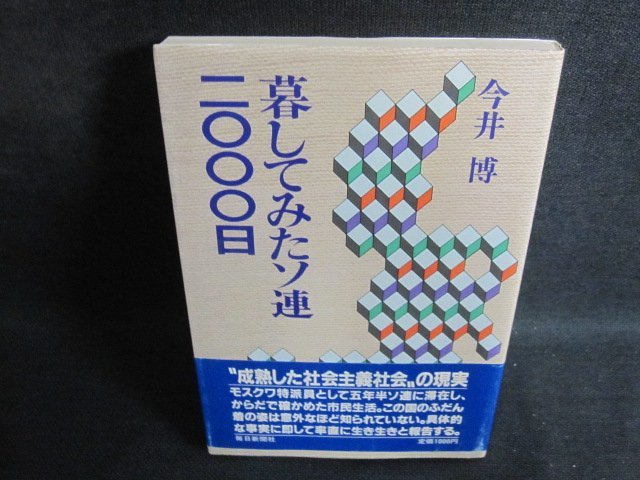 暮してみたソ連
二〇〇〇日
今井 博
"成熟した社会主義社会„の現実
モスクワ特派員として五年半ソ連に滞在し、
からだで確かめた市民生活。この国のふだん
着の姿は意外なほど知られていない。具体的
な事実に即して率直に生き生きと報告する。
毎日新聞社
定価1000円